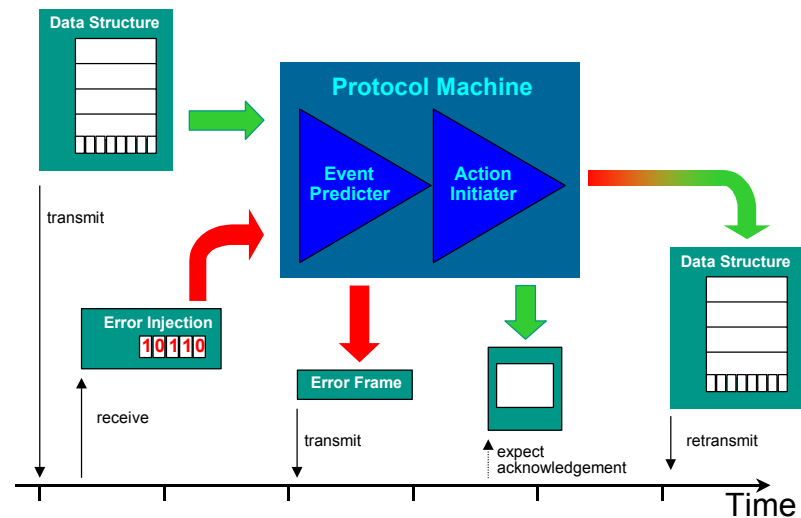 Data Structure
Protocol Machine
Event
Predicter
Action
Initiater
transmit
Data Structure
Error Injection
10110
Error Frame
receive
transmit
expect
acknowledgement
retransmit
Time